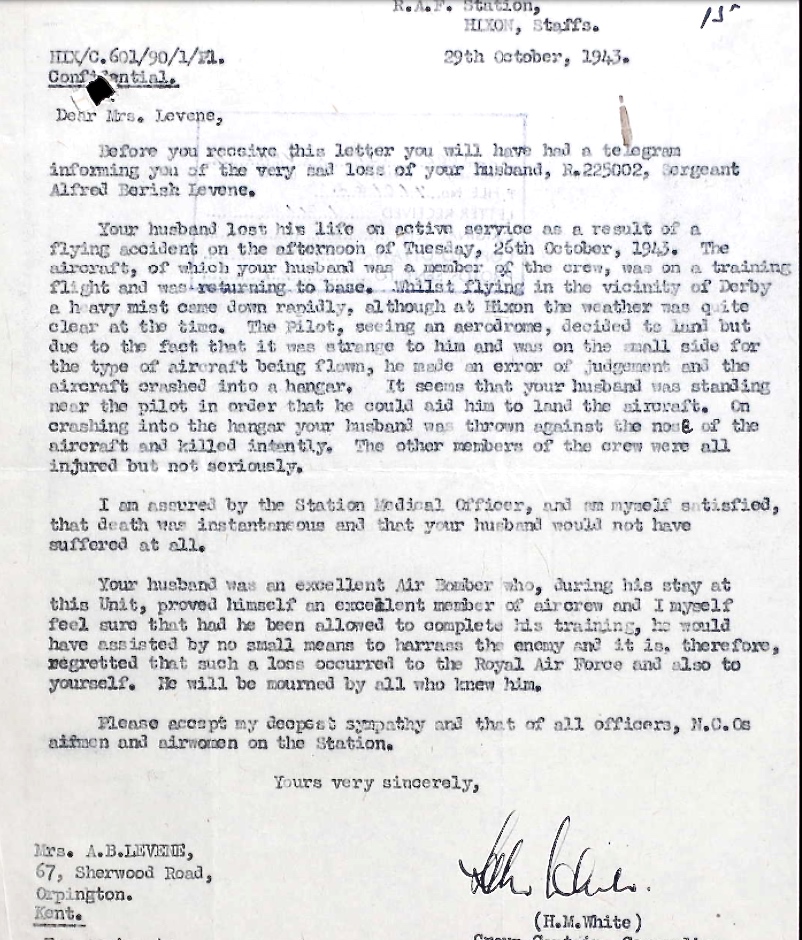 R.A.F. Station,
HIXON, Staffs.
15
HIX/C.601/90/1/P1.
29th October, 1943.
Confidential.
Dear Mrs. Levene,
Before you receive this letter you will have had a telegram
informing you of the very sad loss of your husband, R.225002, Sergeant
Alfred Berish Levene.
Your husband lost his life on active service as a result of a
flying accident on the afternoon of Tuesday, 26th October, 1943. The
aircraft, of which your husband was a member of the crew, was on a training
flight and was returning to base. Whilst flying in the vicinity of Derby
a heavy mist came down rapidly, although at Hixon the weather was quite
clear at the time. The Pilot, seeing an aerodrome, decided to land but
due to the fact that it was strange to him and was on the small side for
the type of aircraft being flown, he made an error of judgement and the
aircraft crashed into a hangar. It seems that your husband was standing
near the pilot in order that he could aid him to land the aircraft. On
crashing into the hangar your husband was thrown against the nose of the
aircraft and killed intantly. The other members of the crew were all
injured but not seriously.
I am assured by the Station Medical Officer, and am myself satisfied,
that death was instantaneous and that your husband would not have
suffered at all.
Your husband was an excellent Air Bomber who, during his stay at
this Unit, proved himself an excellent member of aircrew and I myself
feel sure that had he been allowed to complete his training, he would
have assisted by no small means to harrass the enemy and it is, therefore,
regretted that such a loss occurred to the Royal Air Force and also to
yourself. He will be mourned by all who knew him.
Please accept my deepest sympathy and that of all officers, N.C.Os
aifmen and airwomen on the Station.
Yours very sincerely,
Mrs. A.B.LEVENE,
67, Sherwood Road,
Orpington.
Kent.
(H.M.White)
Group Captain, Commanding